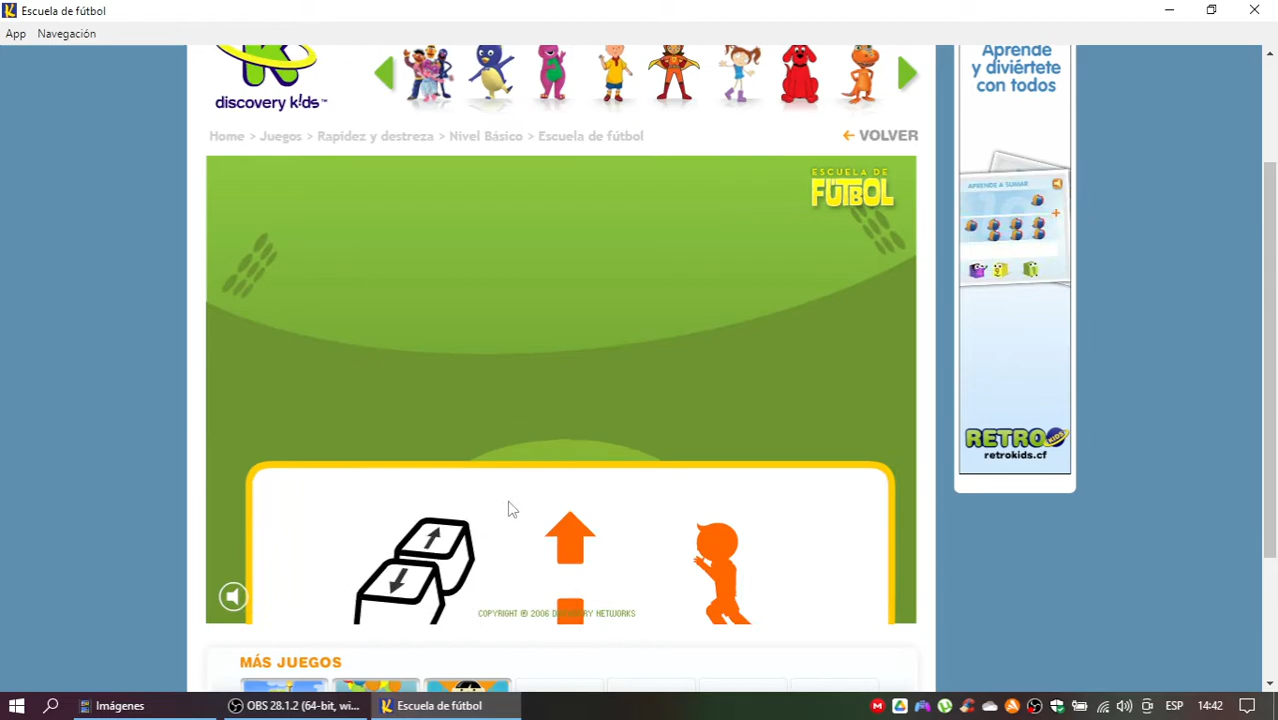 Escuela de fútbol
App Navegación
discovery kids
Home > Juegos > Rapidez y destreza > Nivel Básico > Escuela de fútbol
VOLVER
ESCUELA DE
FÚTBOL
COPYRIGHT © 2006 DISCOVERY NETWORKS
MÁS JUEGOS
Aprende
y diviértete
con todos
APRENDE A SUMAR
RETRO KIDS
retrokids.cf
Imágenes
OBS 28.1.2 (64-bit, wi...
Escuela de fútbol
ESP
14:42